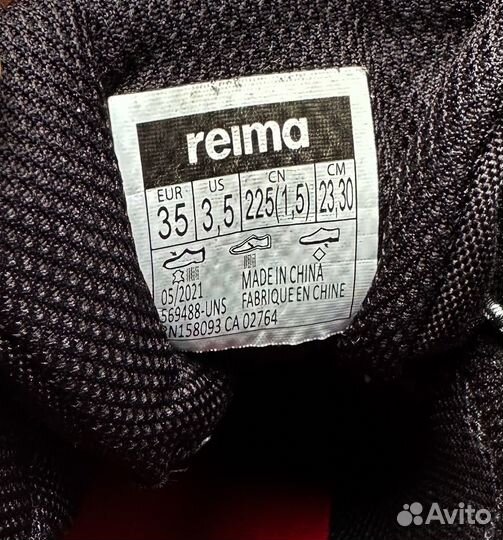 reima
EUR US CN CM
35 3,5 225(1,5) 23,30
05/2021 MADE IN CHINA
569488-UNS FABRIQUE EN CHINE
RN158093 CA 02764
Avito